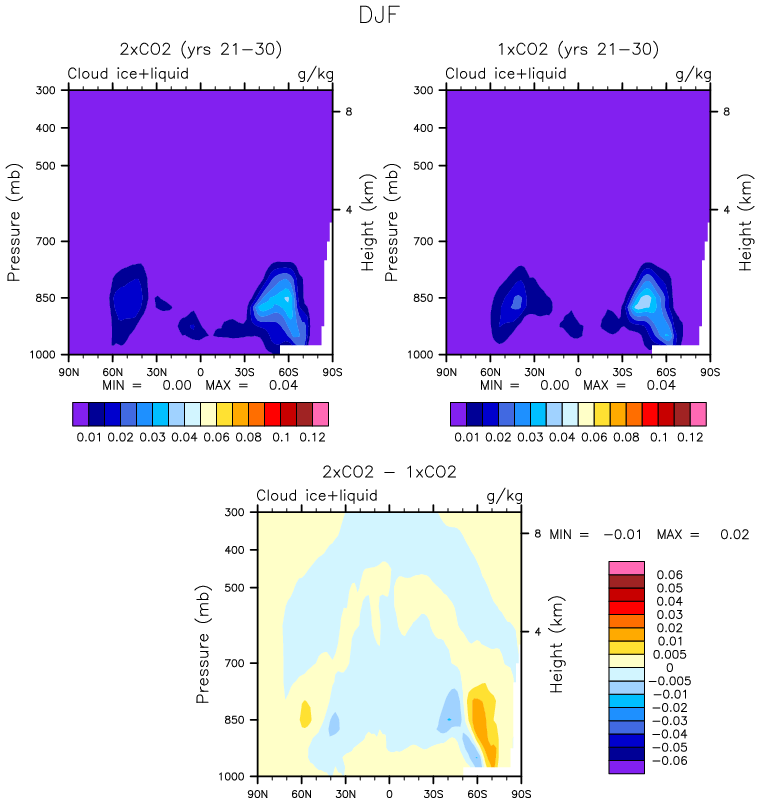 DJF
2xCO2 (yrs 21−30)
Cloud ice+liquid g/kg
300
400
500
700
850
1000
Pressure (mb)
8
4
Height (km)
90N 60N 30N 0 30S 60S 90S
MIN = 0.00 MAX = 0.04
0.01 0.02 0.03 0.04 0.06 0.08 0.1 0.12
1xCO2 (yrs 21−30)
Cloud ice+liquid g/kg
300
400
500
700
850
1000
Pressure (mb)
8
4
Height (km)
90N 60N 30N 0 30S 60S 90S
MIN = 0.00 MAX = 0.04
0.01 0.02 0.03 0.04 0.06 0.08 0.1 0.12
2xCO2 − 1xCO2
Cloud ice+liquid g/kg
300
400
500
700
850
1000
Pressure (mb)
8
4
Height (km)
90N 60N 30N 0 30S 60S 90S
MIN = −0.01 MAX = 0.02
0.06
0.05
0.04
0.03
0.02
0.01
0.005
0
−0.005
−0.01
−0.02
−0.03
−0.04
−0.05
−0.06